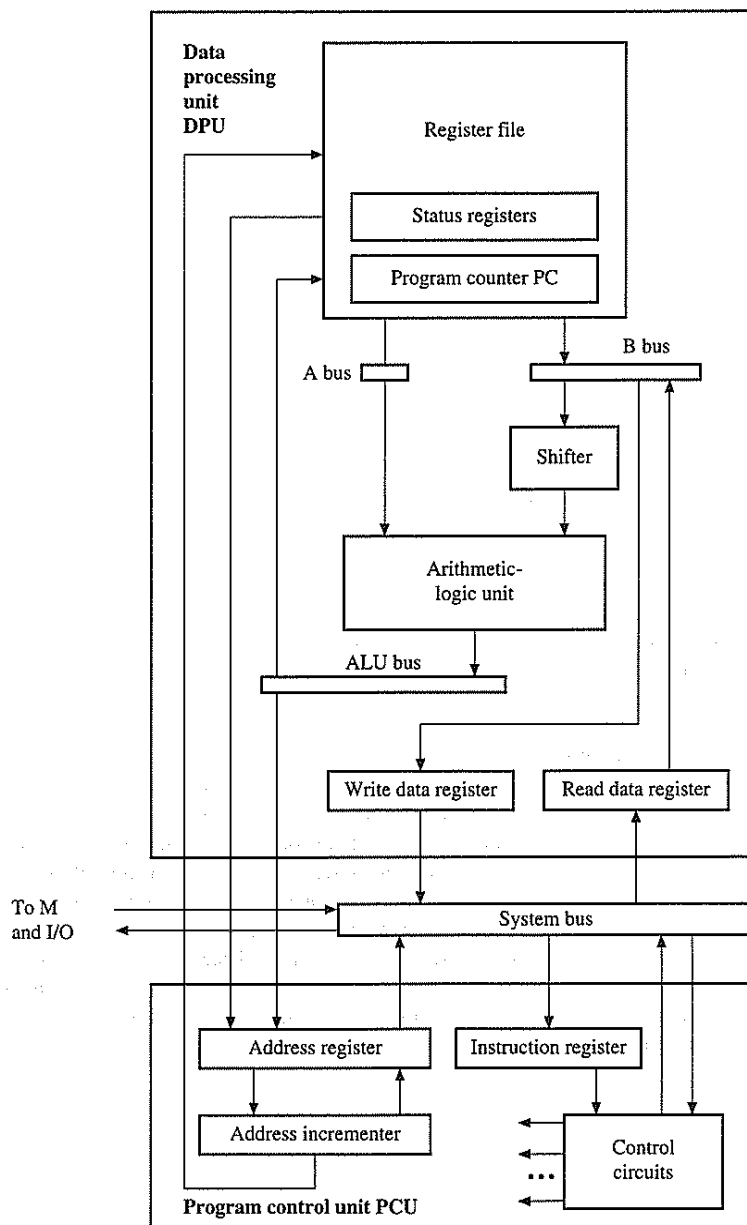 Data
processing
unit
DPU
Register file
Status registers
Program counter PC
A bus
B bus
Shifter
Arithmetic-
logic unit
ALU bus
Write data register
Read data register
To M
and I/O
System bus
Address register
Instruction register
Address incrementer
Control
circuits
Program control unit PCU